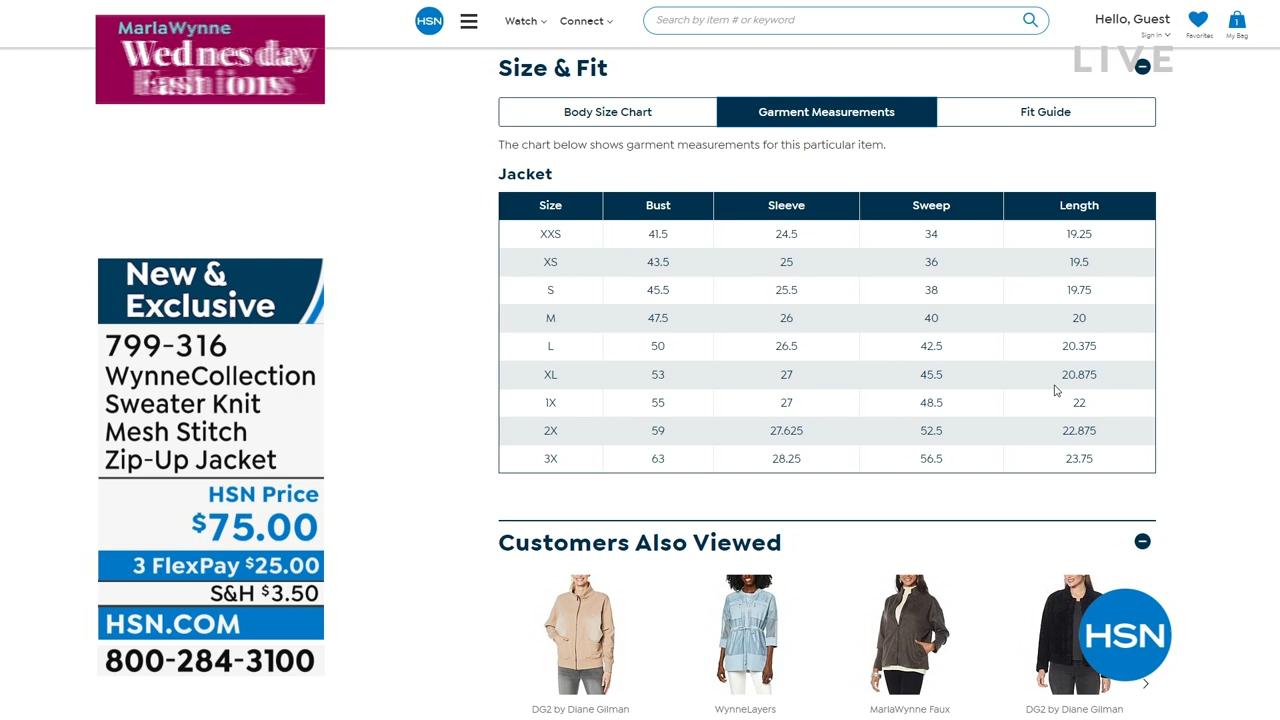 MarlaWynne
Wednesday
Fashions
HSN
Watch
Connect
Search by item # or keyword
Hello, Guest
Sign in
Favorites
1
My Bag
LIVE
Size & Fit
Body Size Chart
Garment Measurements
Fit Guide
The chart below shows garment measurements for this particular item.
Jacket
Size Bust Sleeve Sweep Length
XXS 41.5 24.5 34 19.25
XS 43.5 25 36 19.5
S 45.5 25.5 38 19.75
M 47.5 26 40 20
L 50 26.5 42.5 20.375
XL 53 27 45.5 20.875
1X 55 27 48.5 22
2X 59 27.625 52.5 22.875
3X 63 28.25 56.5 23.75
New &
Exclusive
799-316
WynneCollection
Sweater Knit
Mesh Stitch
Zip-Up Jacket
HSN Price
$75.00
3 FlexPay $25.00
S&H $3.50
HSN.COM
800-284-3100
Customers Also Viewed
HSN
DG2 by Diane Gilman
WynneLayers
MarlaWynne Faux
DG2 by Diane Gilman